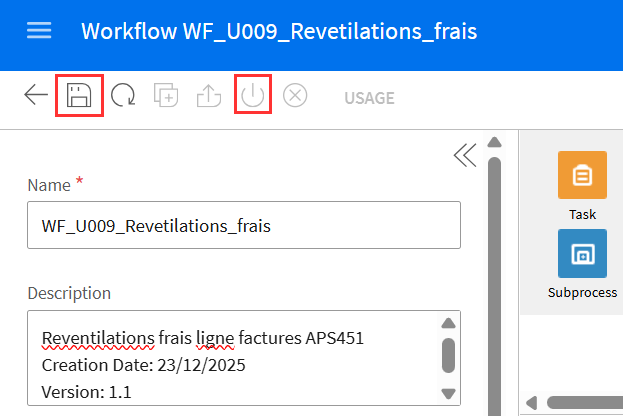 Workflow WF_U009_Revetilations_frais
USAGE
Name *
WF_U009_Revetilations_frais
Description
Reventilations frais ligne factures APS451
Creation Date: 23/12/2025
Version: 1.1
Task
Subprocess